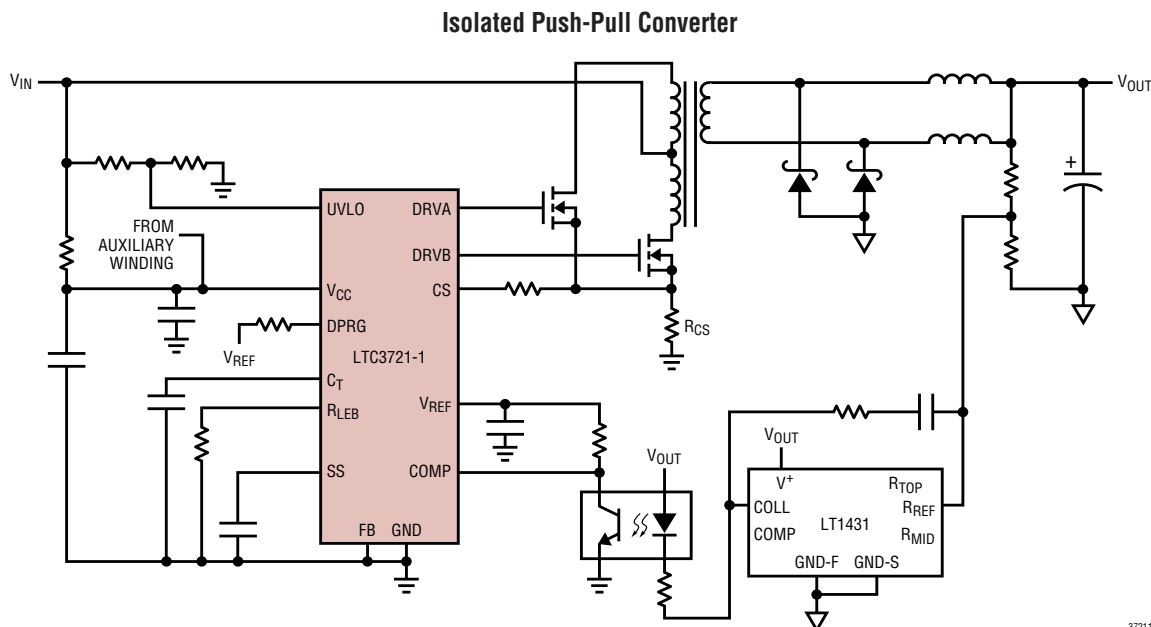 Isolated Push-Pull Converter
VIN
VOUT
UVLO
DRVA
FROM
AUXILIARY
WINDING
DRVB
VCC
CS
DPRG
RCS
VREF
LTC3721-1
CT
VREF
RLEB
VOUT
VOUT
SS
COMP
V+
RTOP
COLL
RREF
LT1431
COMP
RMID
FB
GND
GND-F
GND-S
+